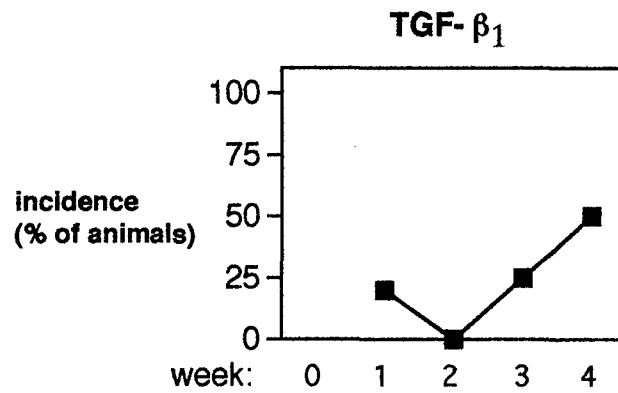 TGF- β1
100
75
incidence
(% of animals)
50
25
0
week: 0 1 2 3 4